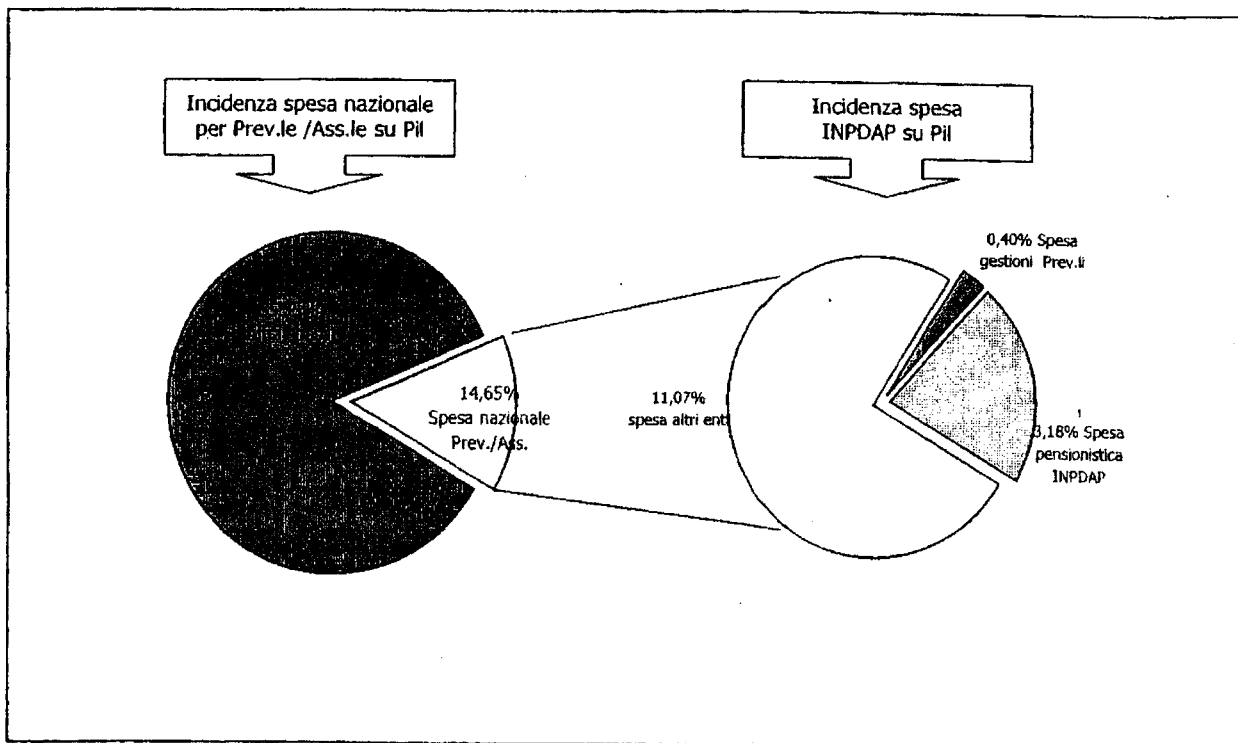 Incidenza spesa nazionale
per Prev.le /Ass.le su Pil
Incidenza spesa
INPDAP su Pil
0,40% Spesa
gestioni Prev.li
14,65%
Spesa nazionale
Prev./Ass.
11,07%
spesa altri enti
3,18% Spesa
pensionistica
INPDAP